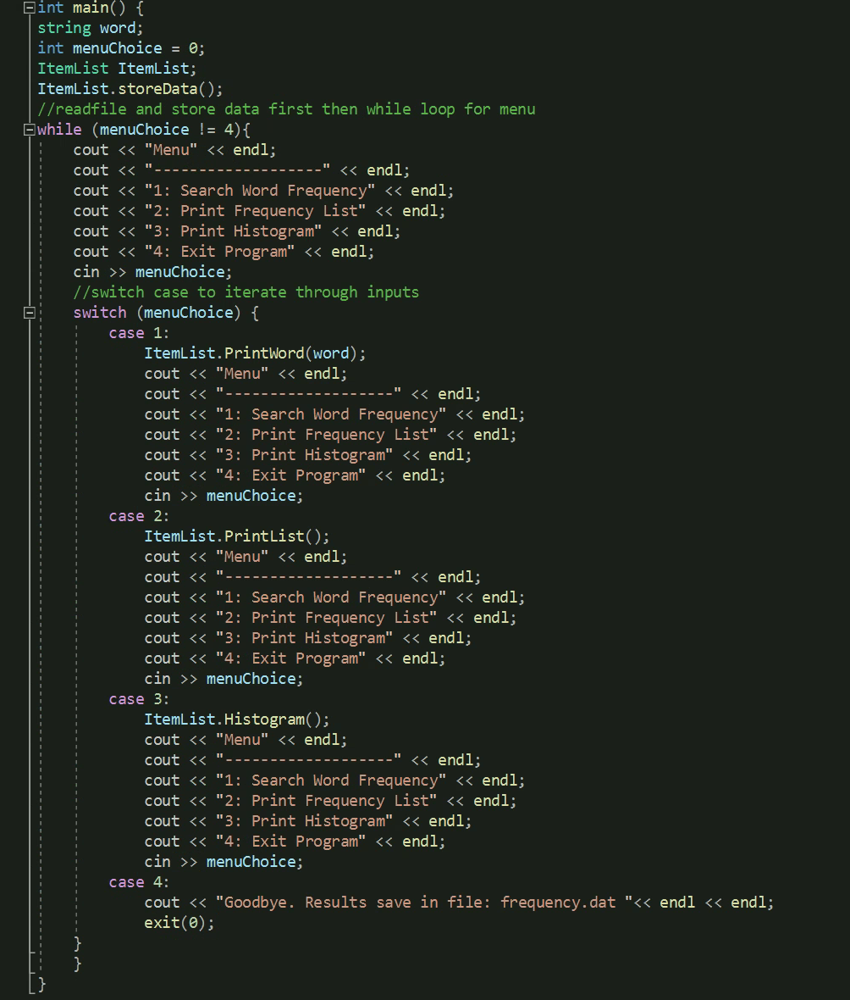 int main() {
string word;
int menuChoice = 0;
ItemList ItemList;
ItemList.storeData();
//readfile and store data first then while loop for menu
while (menuChoice != 4){
    cout << "Menu" << endl;
    cout << "-------------------" << endl;
    cout << "1: Search Word Frequency" << endl;
    cout << "2: Print Frequency List" << endl;
    cout << "3: Print Histogram" << endl;
    cout << "4: Exit Program" << endl;
    cin >> menuChoice;
    //switch case to iterate through inputs
    switch (menuChoice) {
        case 1:
            ItemList.PrintWord(word);
            cout << "Menu" << endl;
            cout << "-------------------" << endl;
            cout << "1: Search Word Frequency" << endl;
            cout << "2: Print Frequency List" << endl;
            cout << "3: Print Histogram" << endl;
            cout << "4: Exit Program" << endl;
            cin >> menuChoice;
        case 2:
            ItemList.PrintList();
            cout << "Menu" << endl;
            cout << "-------------------" << endl;
            cout << "1: Search Word Frequency" << endl;
            cout << "2: Print Frequency List" << endl;
            cout << "3: Print Histogram" << endl;
            cout << "4: Exit Program" << endl;
            cin >> menuChoice;
        case 3:
            ItemList.Histogram();
            cout << "Menu" << endl;
            cout << "-------------------" << endl;
            cout << "1: Search Word Frequency" << endl;
            cout << "2: Print Frequency List" << endl;
            cout << "3: Print Histogram" << endl;
            cout << "4: Exit Program" << endl;
            cin >> menuChoice;
        case 4:
            cout << "Goodbye. Results save in file: frequency.dat "<< endl << endl;
            exit(0);
    }
    }
}